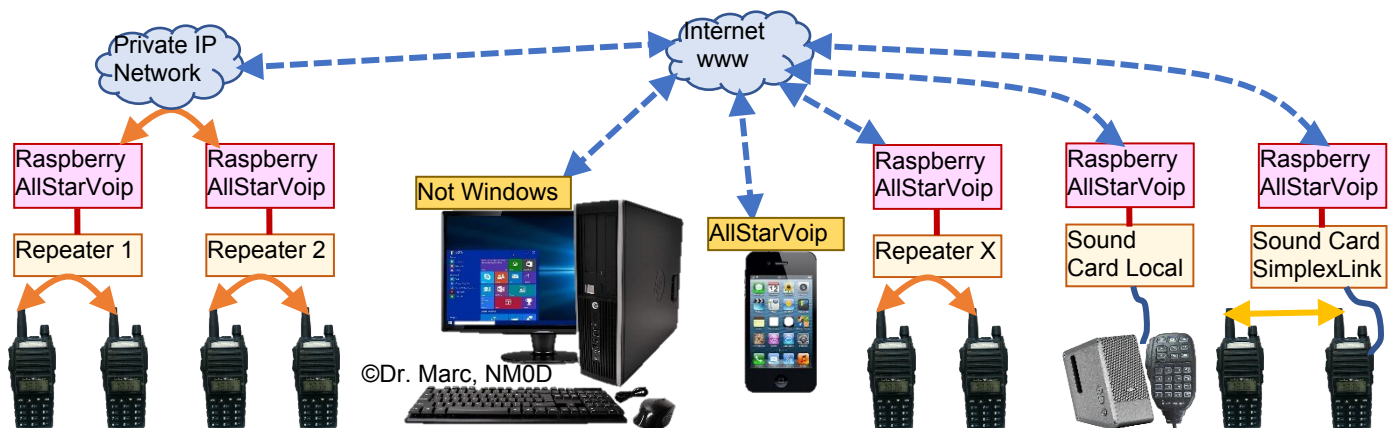 Private IP
Network
Internet
www
Raspberry
AllStarVoip
Raspberry
AllStarVoip
Not Windows
AllStarVoip
Raspberry
AllStarVoip
Raspberry
AllStarVoip
Raspberry
AllStarVoip
Repeater 1
Repeater 2
Repeater X
Sound
Card Local
Sound Card
SimplexLink
©Dr. Marc, NM0D